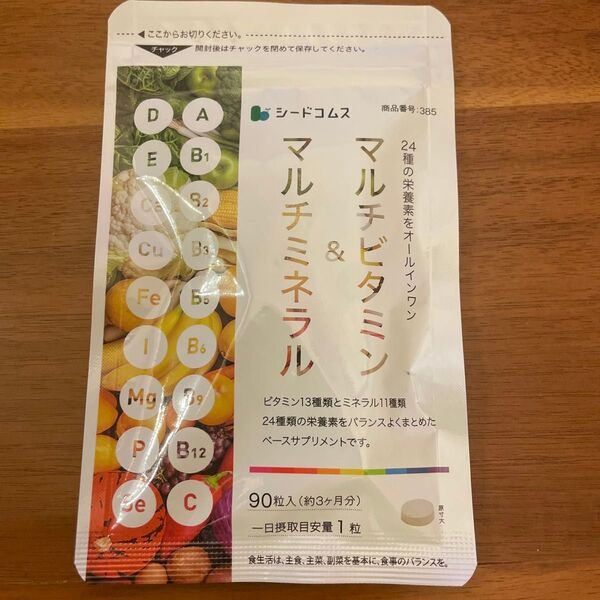 ◀ここからお切りください。
チャック 開封後はチャックを閉めて保存してください。
シードコムス
商品番号:385
24種の栄養素をオールインワン
マルチビタミン
&
マルチミネラル
D A
E B1
Ca B2
Cu B3
Fe B5
I B6
Mg B9
P B12
Se C
ビタミン13種類とミネラル11種類
24種類の栄養素をバランスよくまとめた
ベースサプリメントです。
90粒入(約3ヶ月分)
一日摂取目安量1粒
原寸大
食生活は、主食、主菜、副菜を基本に、食事のバランスを。